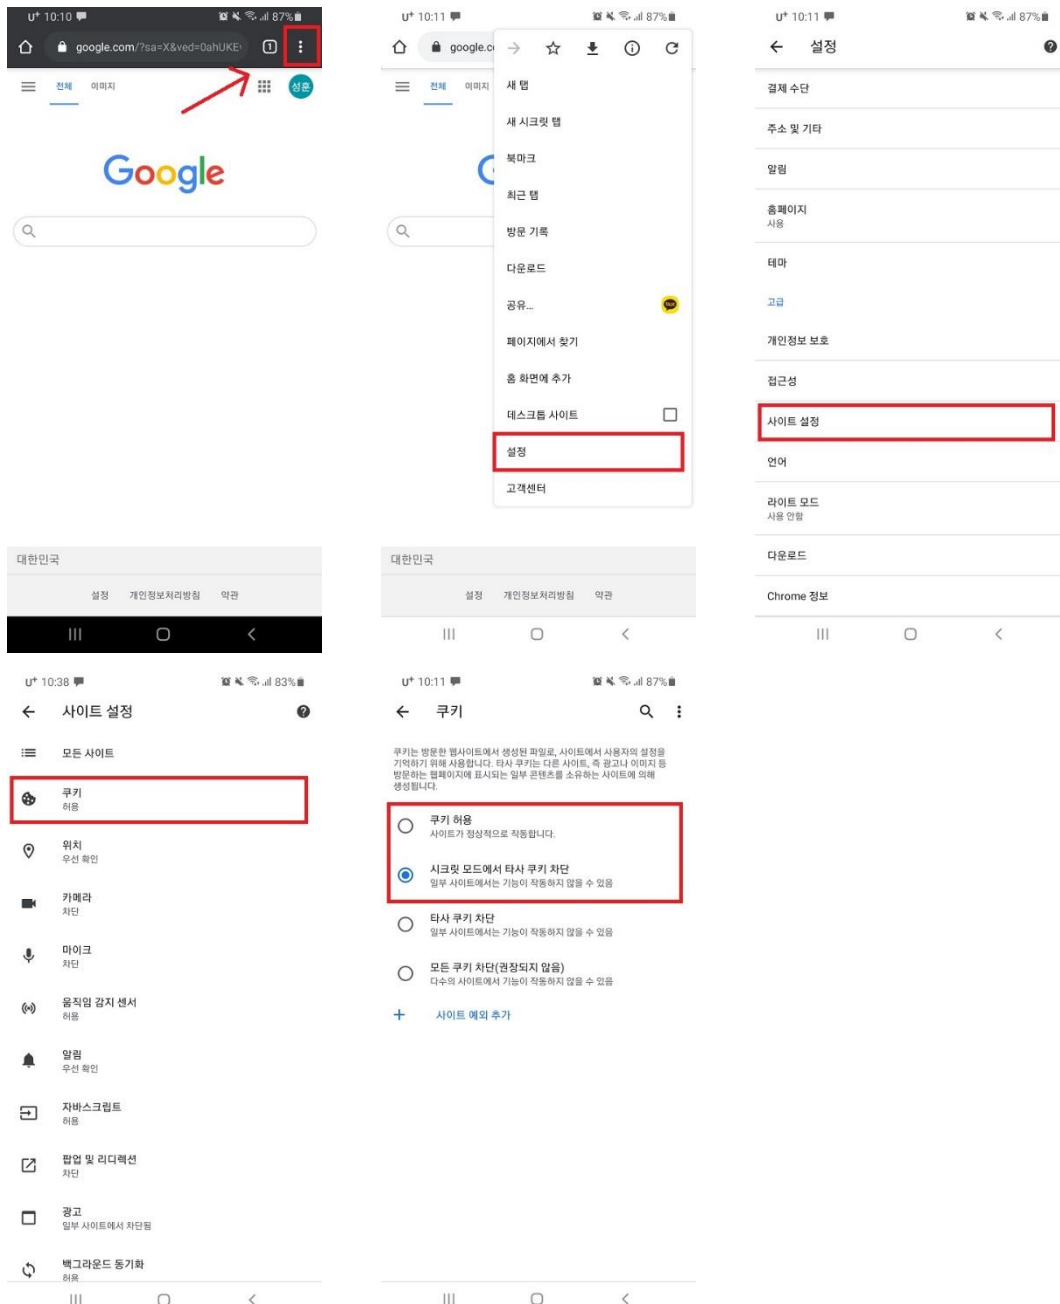 U+ 10:10
87%
google.com/?sa=X&ved=0ahUKE
1
전체 이미지
성훈
Google
대한민국
설정 개인정보처리방침 약관
U+ 10:11
87%
google.c
전체 이미지
G
새 탭
새 시크릿 탭
북마크
최근 탭
방문 기록
다운로드
공유...
페이지에서 찾기
홈 화면에 추가
데스크톱 사이트
설정
고객센터
대한민국
설정 개인정보처리방침 약관
U+ 10:11
87%
설정
결제 수단
주소 및 기타
알림
홈페이지
사용
테마
고급
개인정보 보호
접근성
사이트 설정
언어
라이트 모드
사용 안함
다운로드
Chrome 정보
U+ 10:38
83%
사이트 설정
모든 사이트
쿠키
허용
위치
우선 확인
카메라
차단
마이크
차단
움직임 감지 센서
허용
알림
우선 확인
자바스크립트
허용
팝업 및 리디렉션
차단
광고
일부 사이트에서 차단됨
백그라운드 동기화
허용
U+ 10:11
87%
쿠키
쿠키는 방문한 웹사이트에서 생성된 파일로, 사이트에서 사용자의 설정을
기억하기 위해 사용합니다. 타사 쿠키는 다른 사이트, 즉 광고나 이미지 등
방문하는 웹페이지에 표시되는 일부 콘텐츠를 소유하는 사이트에 의해
생성됩니다.
쿠키 허용
사이트가 정상적으로 작동합니다.
시크릿 모드에서 타사 쿠키 차단
일부 사이트에서는 기능이 작동하지 않을 수 있음
타사 쿠키 차단
일부 사이트에서는 기능이 작동하지 않을 수 있음
모든 쿠키 차단(권장되지 않음)
다수의 사이트에서 기능이 작동하지 않을 수 있음
사이트 예외 추가